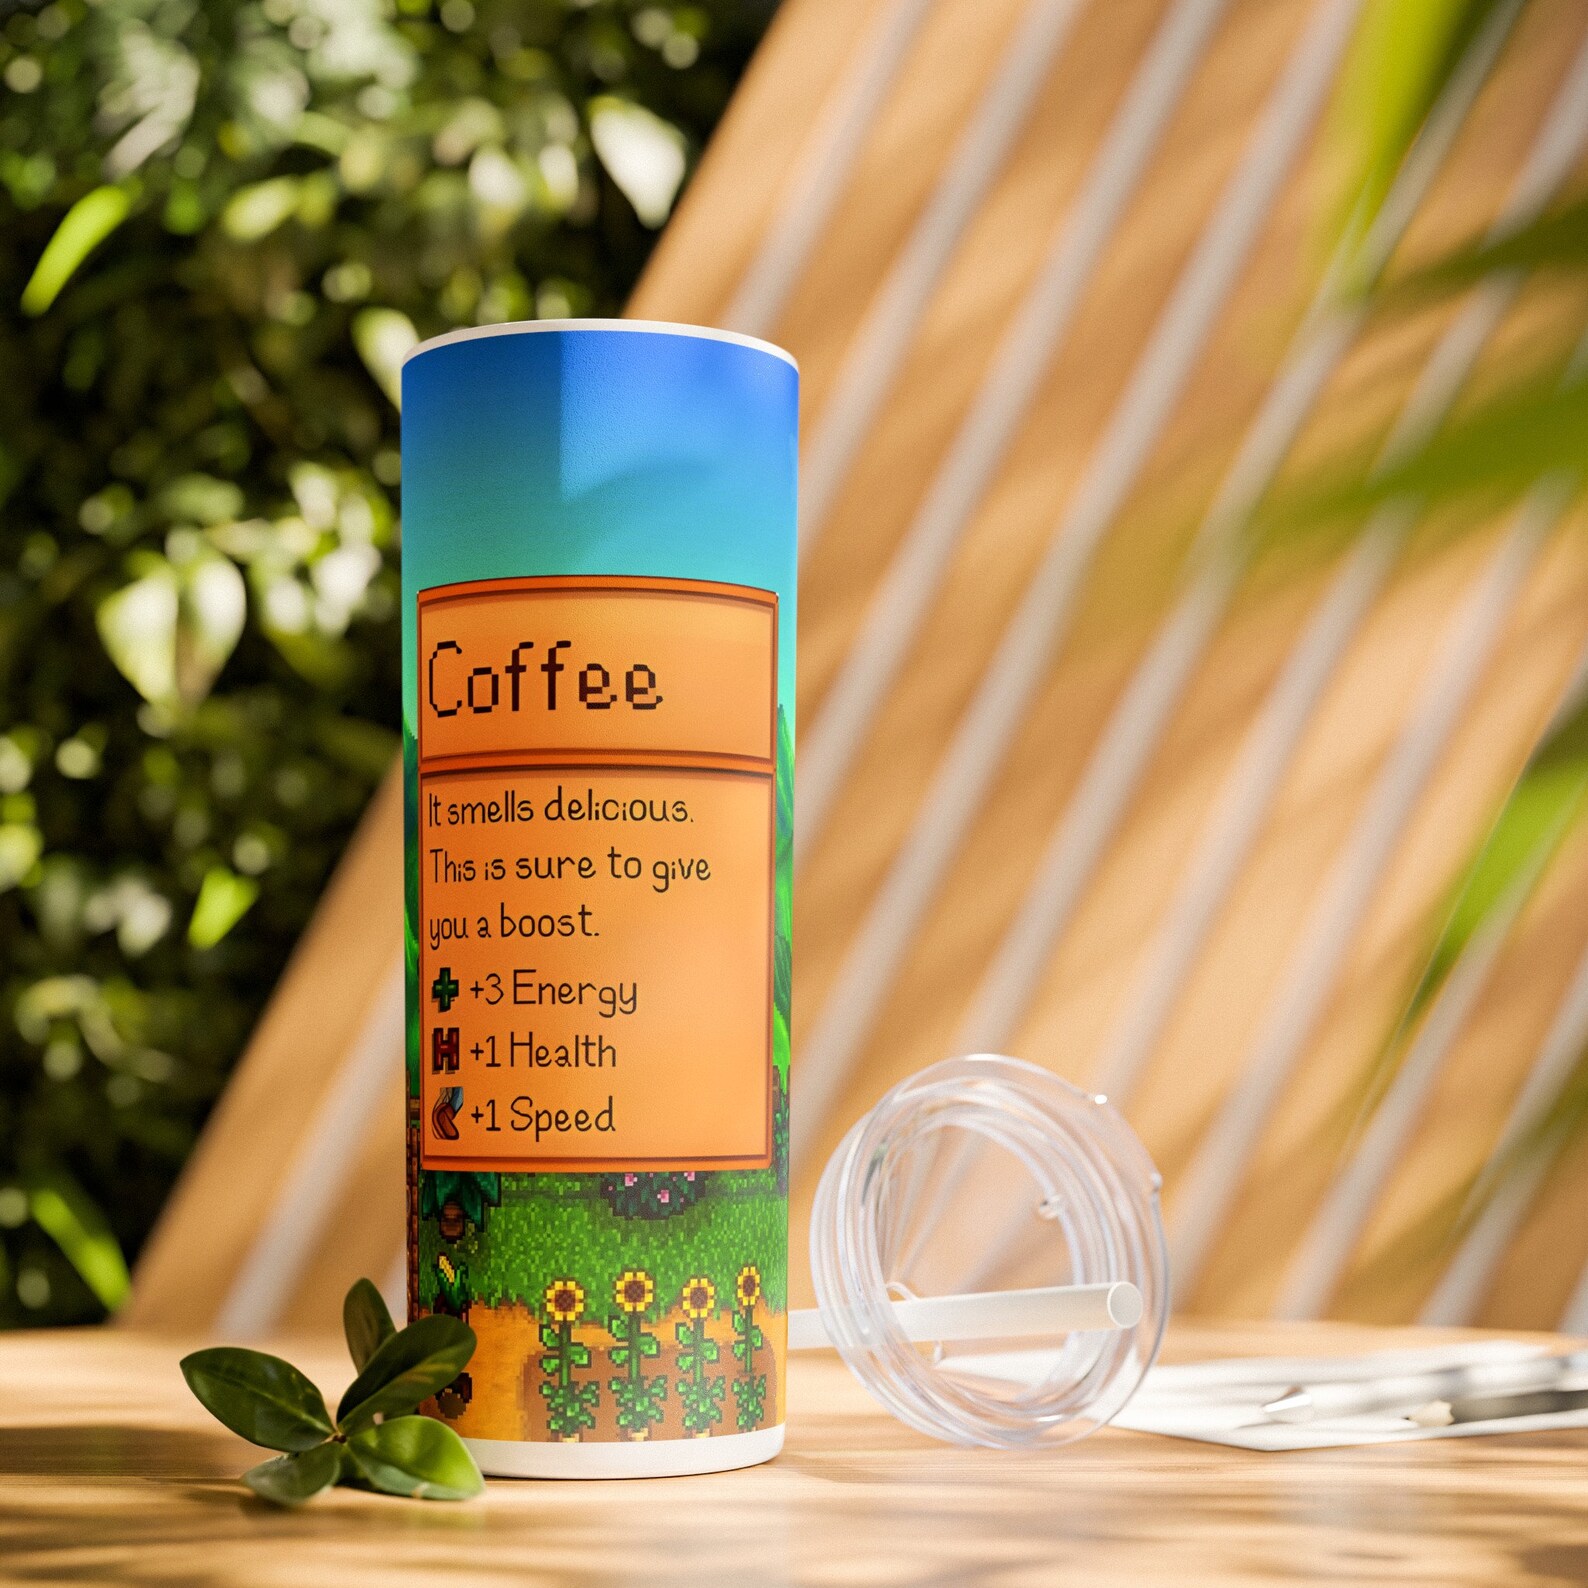 Coffee
It smells delicious.
This is sure to give
you a boost.
+3 Energy
H +1 Health
+1 Speed